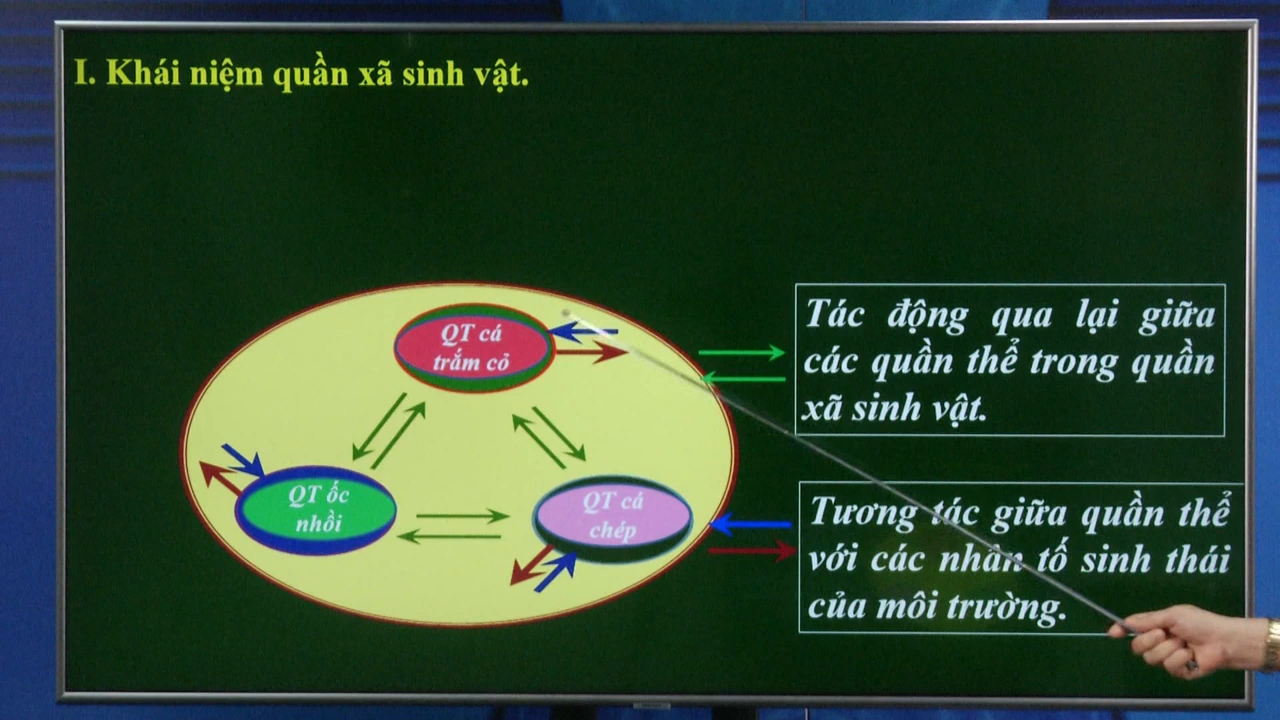 I. Khái niệm quần xã sinh vật.
QT cá
trắm cỏ
QT ốc
nhồi
QT cá
chép
Tác động qua lại giữa
các quần thể trong quần
xã sinh vật.
Tương tác giữa quần thể
với các nhân tố sinh thái
của môi trường.